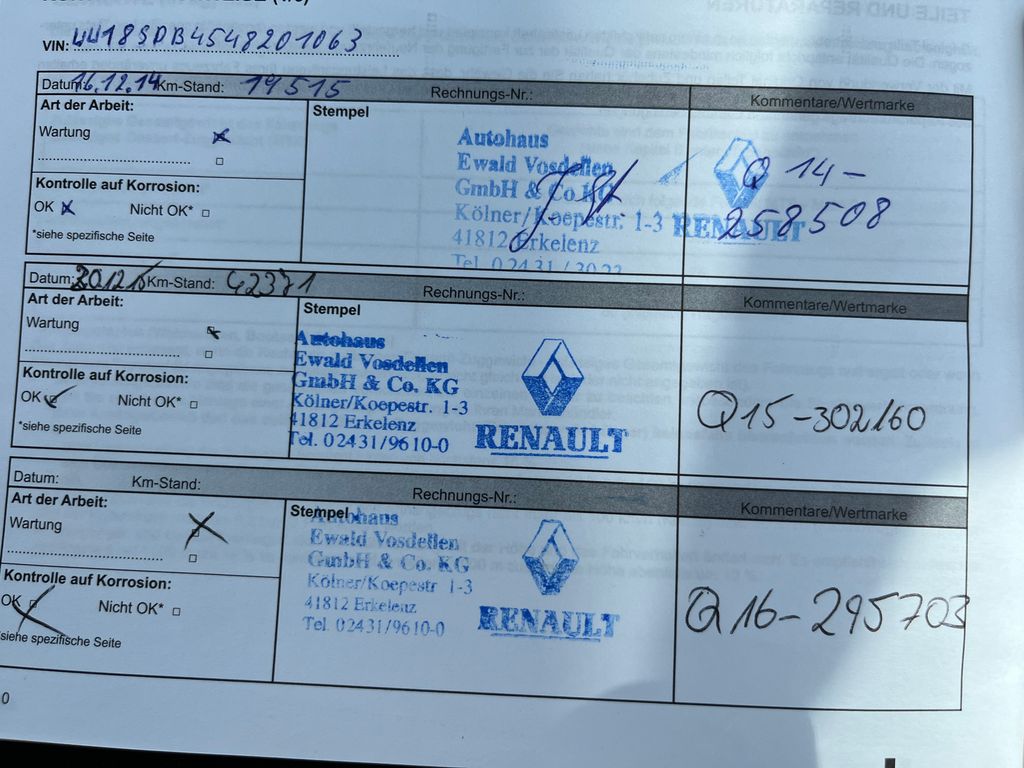 VIN: UU18SDB4548201063
Datum: 16.12.14 Km-Stand: 19515 Rechnungs-Nr.: Kommentare/Wertmarke
Art der Arbeit: Stempel
Wartung
Autohaus
Ewald Vosdellen
GmbH & Co. KG
Kölner/Koepestr. 1-3
41812 Erkelenz
Tel. 02431/
RENAULT
Q 14-
258508
Kontrolle auf Korrosion:
OK Nicht OK*
*siehe spezifische Seite
Datum: Km-Stand: 42371 Rechnungs-Nr.: Kommentare/Wertmarke
Art der Arbeit: Stempel
Wartung
Autohaus
Ewald Vosdellen
GmbH & Co. KG
Kölner/Koepestr. 1-3
41812 Erkelenz
Tel. 02431/9610-0
RENAULT
Q15-302160
Kontrolle auf Korrosion:
OK Nicht OK*
*siehe spezifische Seite
Datum: Km-Stand: Rechnungs-Nr.: Kommentare/Wertmarke
Art der Arbeit: Stempel
Wartung
Autohaus
Ewald Vosdellen
GmbH & Co. KG
Kölner/Koepestr. 1-3
41812 Erkelenz
Tel. 02431/9610-0
RENAULT
Q16-295703
Kontrolle auf Korrosion:
OK Nicht OK*
siehe spezifische Seite
0